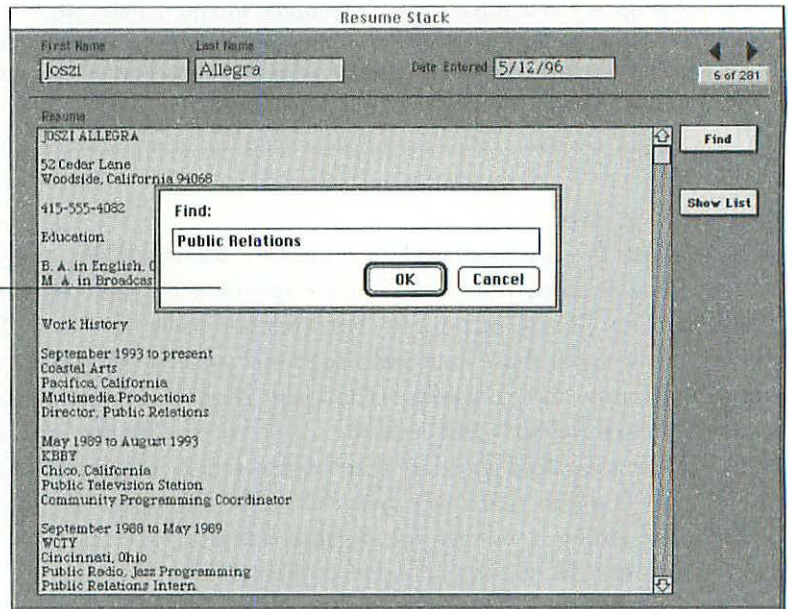 Resume Stack
First Name Last Name
Joszi Allegra Date Entered 5/12/96
5 of 281
Resume
JOSZI ALLEGRA
Find
52 Cedar Lane
Woodside, California 94068
Show List
415-555-4082
Find:
Public Relations
OK Cancel
Education
B. A. in English,
M. A. in
Work History
September 1993 to present
Coastal Arts
Pacifica, California
Multimedia Productions
Director, Public Relations
May 1989 to August 1993
KBBY
Chico, California
Public Television Station
Community Programming Coordinator
September 1988 to May 1989
WCTY
Cincinnati, Ohio
Public Radio, Jazz Programming
Public Relations Intern